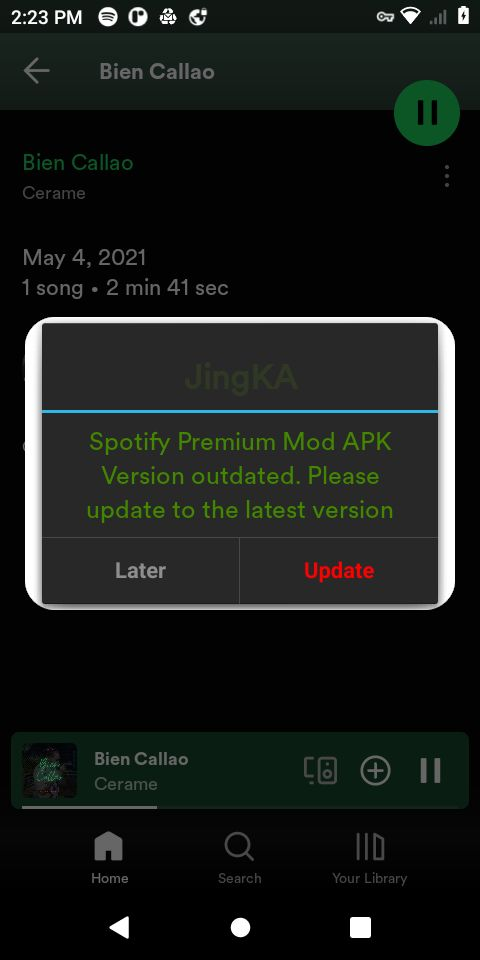 2:23 PM
Bien Callao
Bien Callao
Cerame
May 4, 2021
1 song • 2 min 41 sec
JingKA
Spotify Premium Mod APK
Version outdated. Please
update to the latest version
Later
Update
Bien
Callao
Bien Callao
Cerame
Home
Search
Your Library